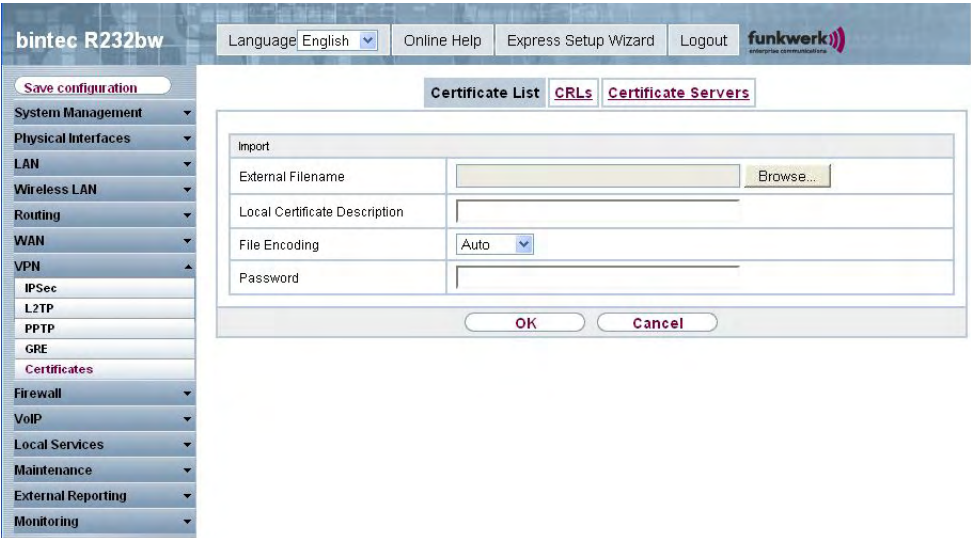 bintec R232bw
Language English Online Help Express Setup Wizard Logout funkwerk
enterprise communications
Save configuration
System Management
Physical Interfaces
LAN
Wireless LAN
Routing
WAN
VPN
IPSec
L2TP
PPTP
GRE
Certificates
Firewall
VoIP
Local Services
Maintenance
External Reporting
Monitoring
Certificate List CRLs Certificate Servers
Import
External Filename Browse...
Local Certificate Description
File Encoding Auto
Password
OK Cancel